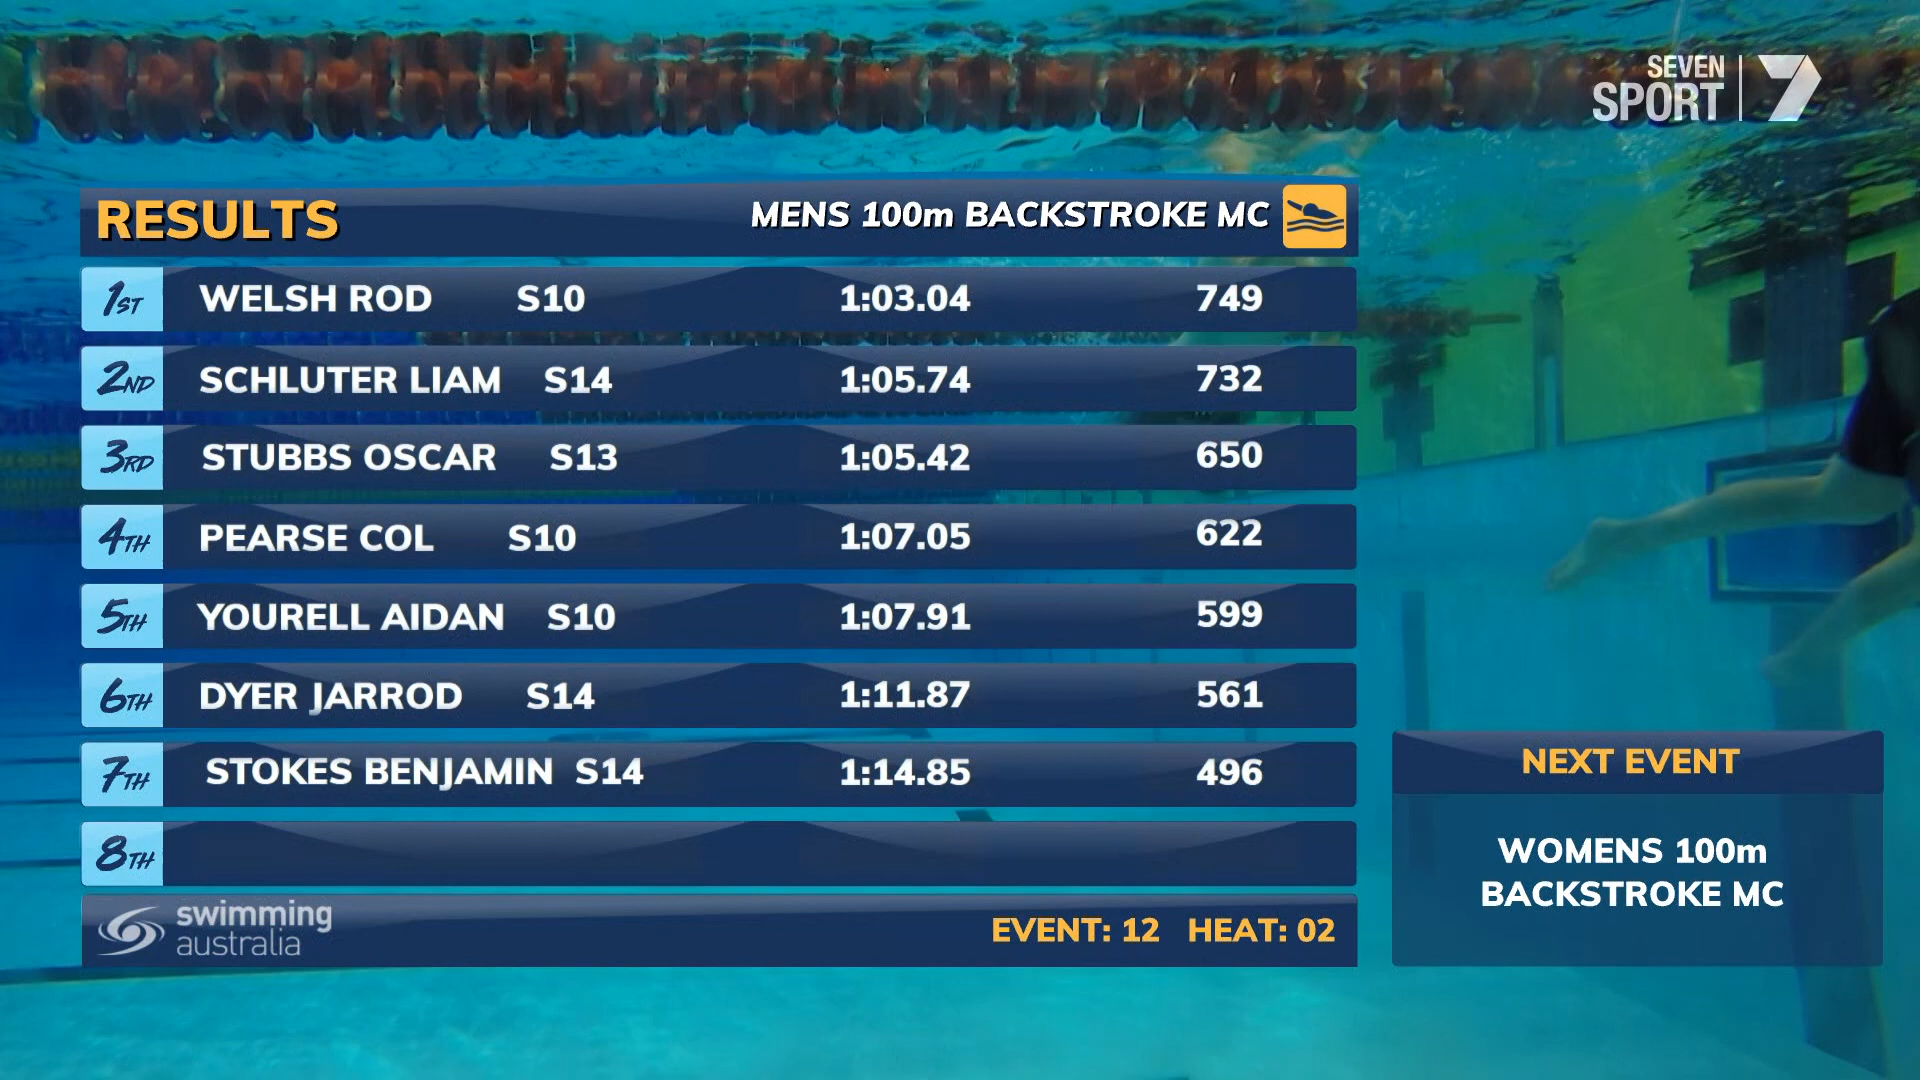 SEVEN
SPORT 7
RESULTS MENS 100m BACKSTROKE MC
1ST WELSH ROD S10 1:03.04 749
2ND SCHLUTER LIAM S14 1:05.74 732
3RD STUBBS OSCAR S13 1:05.42 650
4TH PEARSE COL S10 1:07.05 622
5TH YOURELL AIDAN S10 1:07.91 599
6TH DYER JARROD S14 1:11.87 561
7TH STOKES BENJAMIN S14 1:14.85 496
8TH
swimming
australia
EVENT: 12 HEAT: 02
NEXT EVENT
WOMENS 100m
BACKSTROKE MC